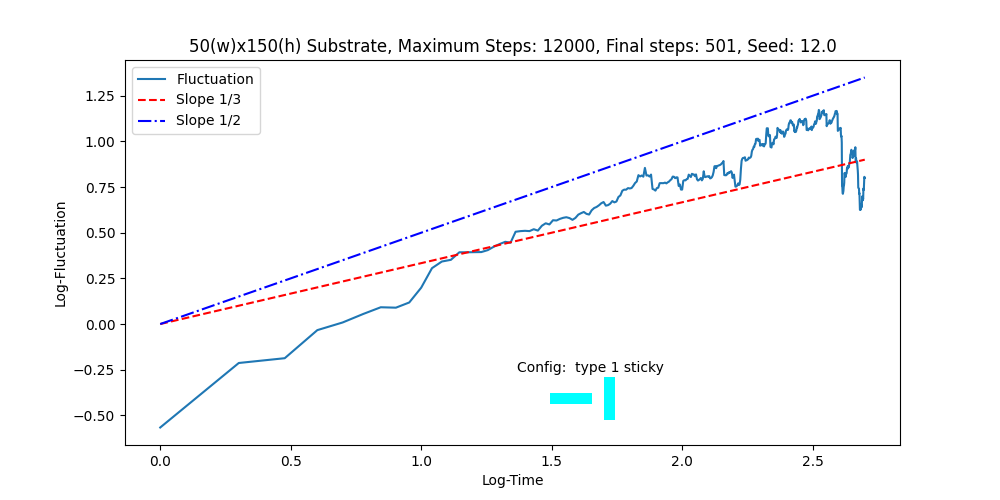 50(w)x150(h) Substrate, Maximum Steps: 12000, Final steps: 501, Seed: 12.0
Fluctuation
Slope 1/3
Slope 1/2
Log-Fluctuation
1.25
1.00
0.75
0.50
0.25
0.00
−0.25
−0.50
Config:  type 1 sticky
0.0 0.5 1.0 1.5 2.0 2.5
Log-Time